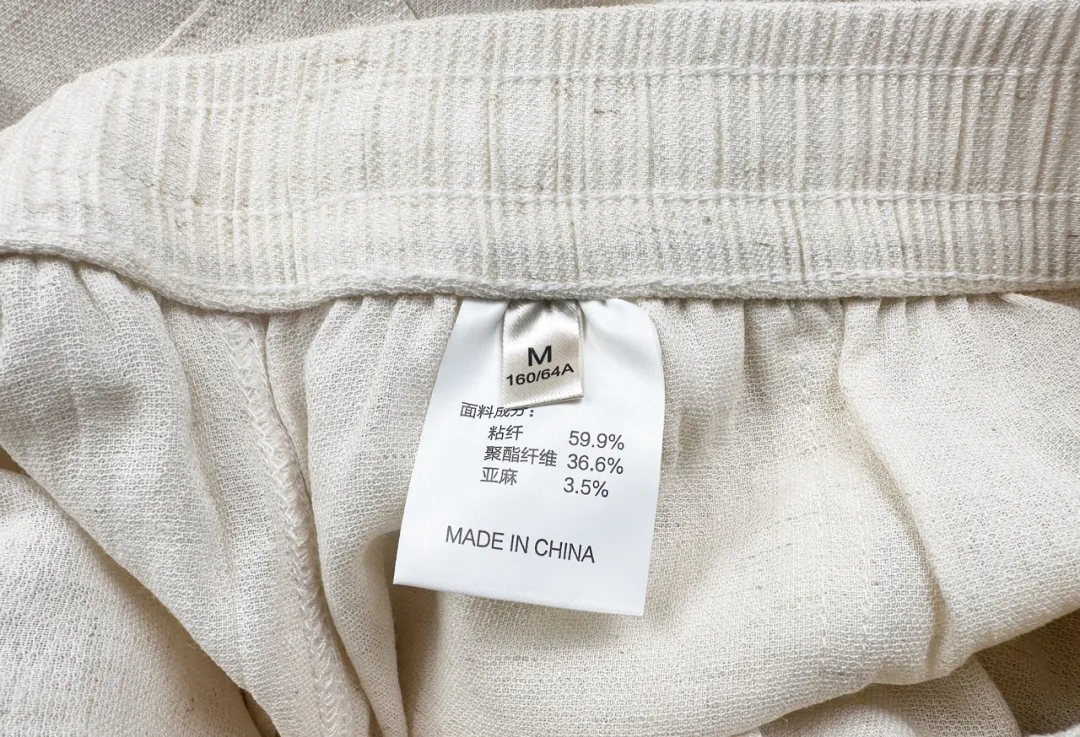 M
160/64A
面料成分:
粘纤 59.9%
聚酯纤维 36.6%
亚麻 3.5%
MADE IN CHINA